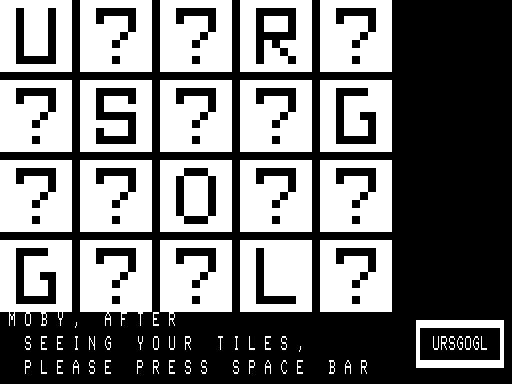 U ? ? R ?
? S ? ? G
? ? O ? ?
G ? ? L ?
MOBY, AFTER
SEEING YOUR TILES,
PLEASE PRESS SPACE BAR
URSGOGL